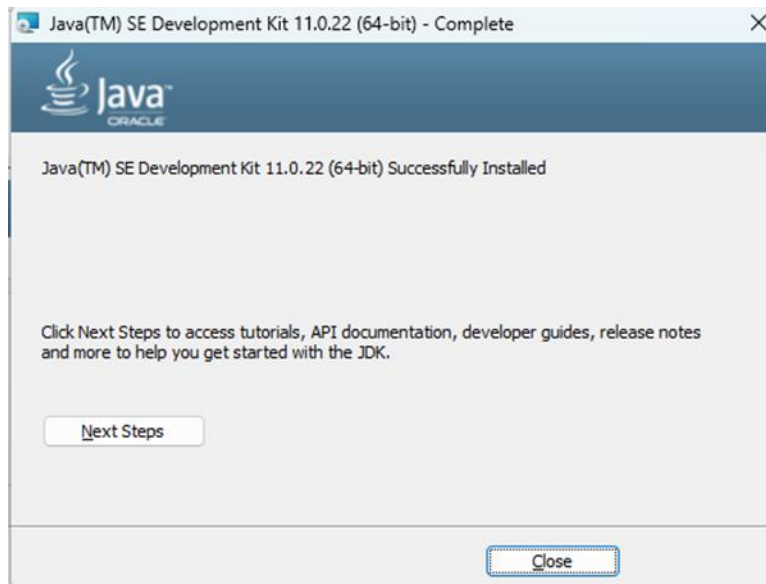 Java(TM) SE Development Kit 11.0.22 (64-bit) - Complete
Java™
ORACLE
Java(TM) SE Development Kit 11.0.22 (64-bit) Successfully Installed
Click Next Steps to access tutorials, API documentation, developer guides, release notes
and more to help you get started with the JDK.
Next Steps
Close